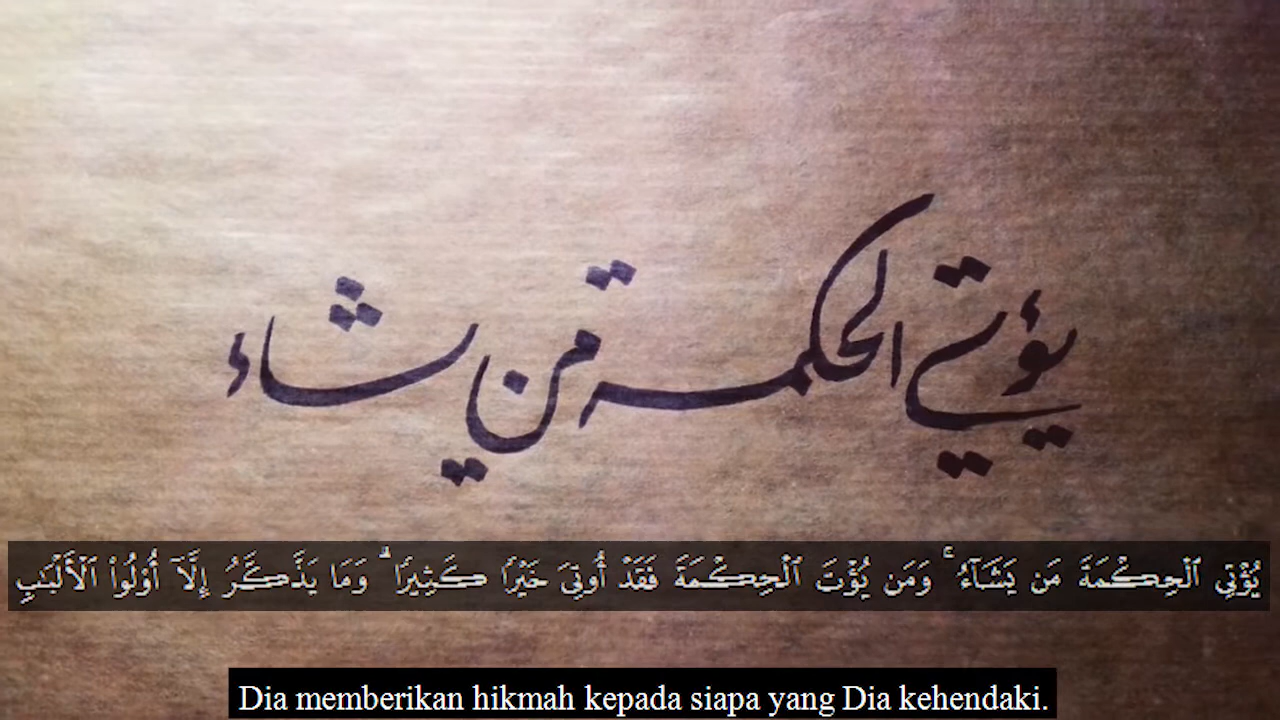 يؤتي الحكمة من يشاء
يُؤْتِى ٱلْحِكْمَةَ مَن يَشَآءُ ۚ وَمَن يُؤْتَ ٱلْحِكْمَةَ فَقَدْ أُوتِىَ خَيْرًا كَثِيرًا ۗ وَمَا يَذَّكَّرُ إِلَّآ أُو۟لُوا۟ ٱلْأَلْبَٰبِ
Dia memberikan hikmah kepada siapa yang Dia kehendaki.